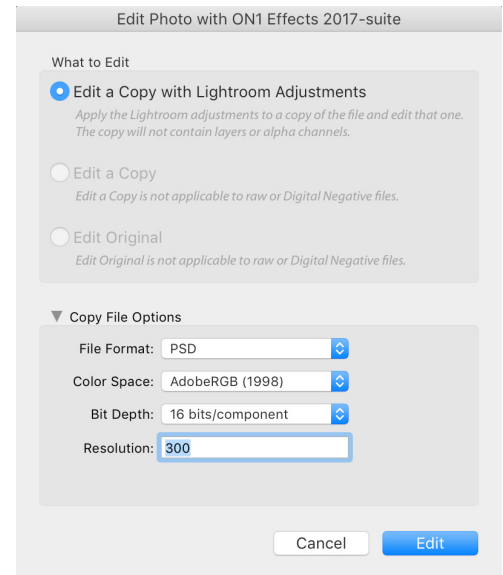 Edit Photo with ON1 Effects 2017-suite
What to Edit
Edit a Copy with Lightroom Adjustments
Apply the Lightroom adjustments to a copy of the file and edit that one.
The copy will not contain layers or alpha channels.
Edit a Copy
Edit a Copy is not applicable to raw or Digital Negative files.
Edit Original
Edit Original is not applicable to raw or Digital Negative files.
Copy File Options
File Format: PSD
Color Space: AdobeRGB (1998)
Bit Depth: 16 bits/component
Resolution: 300
Cancel Edit